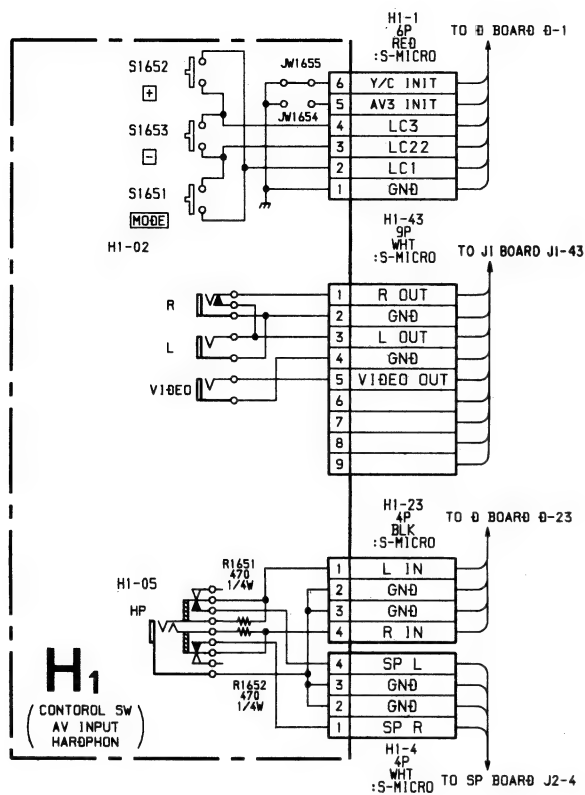 H1-1
6P
RED
:S-MICRO
TO D BOARD D-1
S1652
+
S1653
-
S1651
MODE
H1-02
JW1655
JW1654
6 Y/C INIT
5 AV3 INIT
4 LC3
3 LC22
2 LC1
1 GND
H1-43
9P
WHT
:S-MICRO
TO J1 BOARD J1-43
R
L
VIDEO
1 R OUT
2 GND
3 L OUT
4 GND
5 VIDEO OUT
6
7
8
9
H1-23
4P
BLK
:S-MICRO
TO D BOARD D-23
R1651
470
1/4W
H1-05
HP
1 L IN
2 GND
3 GND
4 R IN
R1652
470
1/4W
4 SP L
3 GND
2 GND
1 SP R
H1-4
4P
WHT
:S-MICRO
TO SP BOARD J2-4
H1
(CONTOROL SW
AV INPUT
HARDPHON)